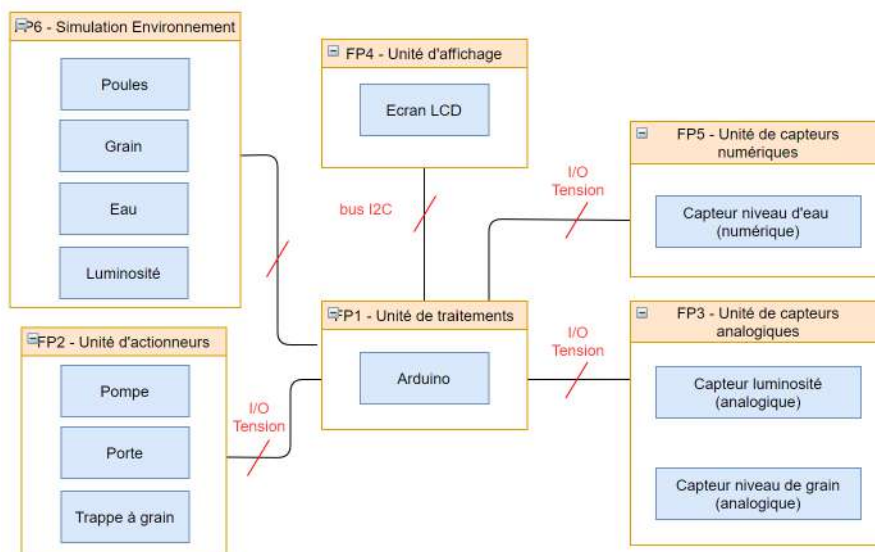 FP6 - Simulation Environnement
Poules
Grain
Eau
Luminosité
FP4 - Unité d'affichage
Ecran LCD
bus I2C
I/O
Tension
FP5 - Unité de capteurs
numériques
Capteur niveau d'eau
(numérique)
FP1 - Unité de traitements
Arduino
I/O
Tension
FP3 - Unité de capteurs
analogiques
Capteur luminosité
(analogique)
Capteur niveau de grain
(analogique)
FP2 - Unité d'actionneurs
Pompe
Porte
Trappe à grain
I/O
Tension